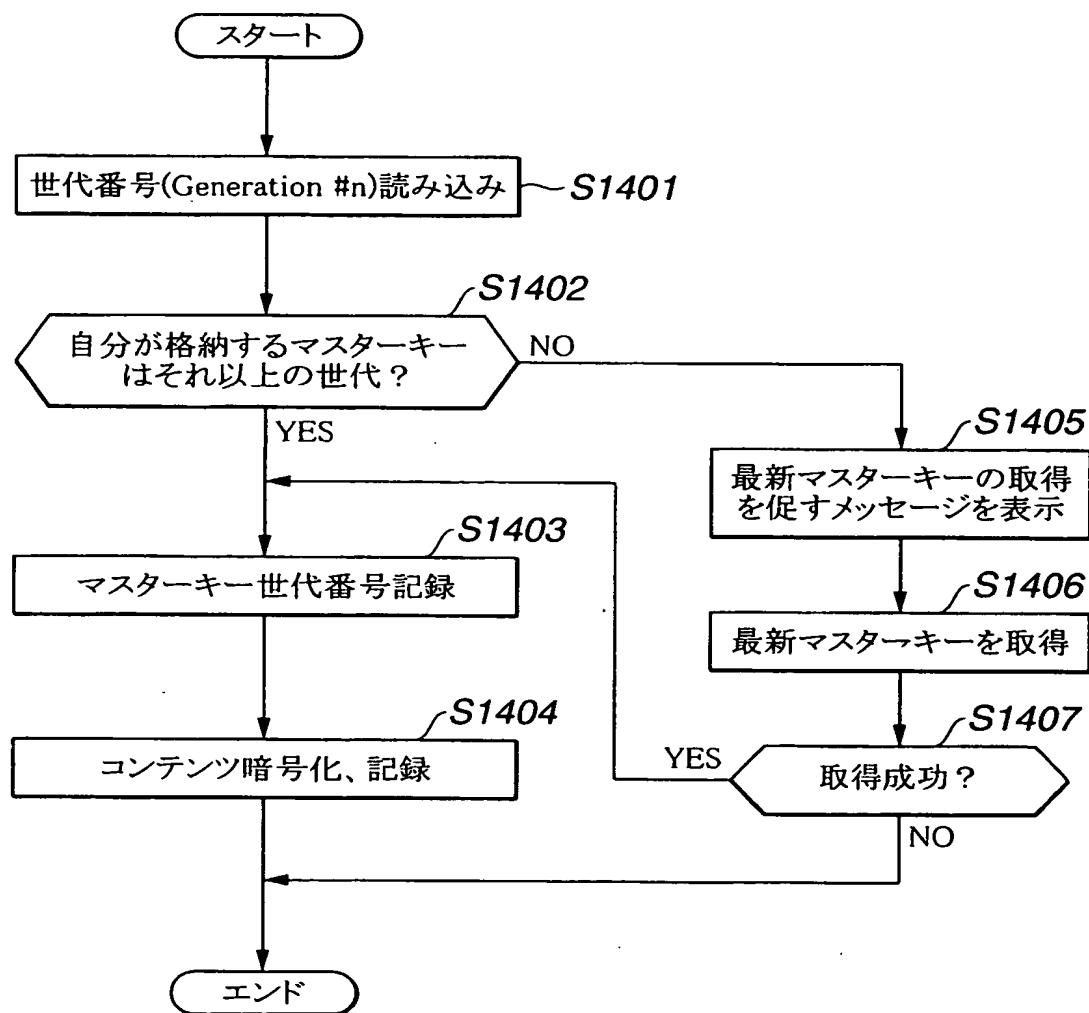 スタート
世代番号(Generation #n)読み込み
S1401
S1402
自分が格納するマスターキー
はそれ以上の世代？
NO
YES
S1403
マスターキー世代番号記録
S1404
コンテンツ暗号化、記録
S1405
最新マスターキーの取得
を促すメッセージを表示
S1406
最新マスターキーを取得
S1407
取得成功？
YES
NO
エンド